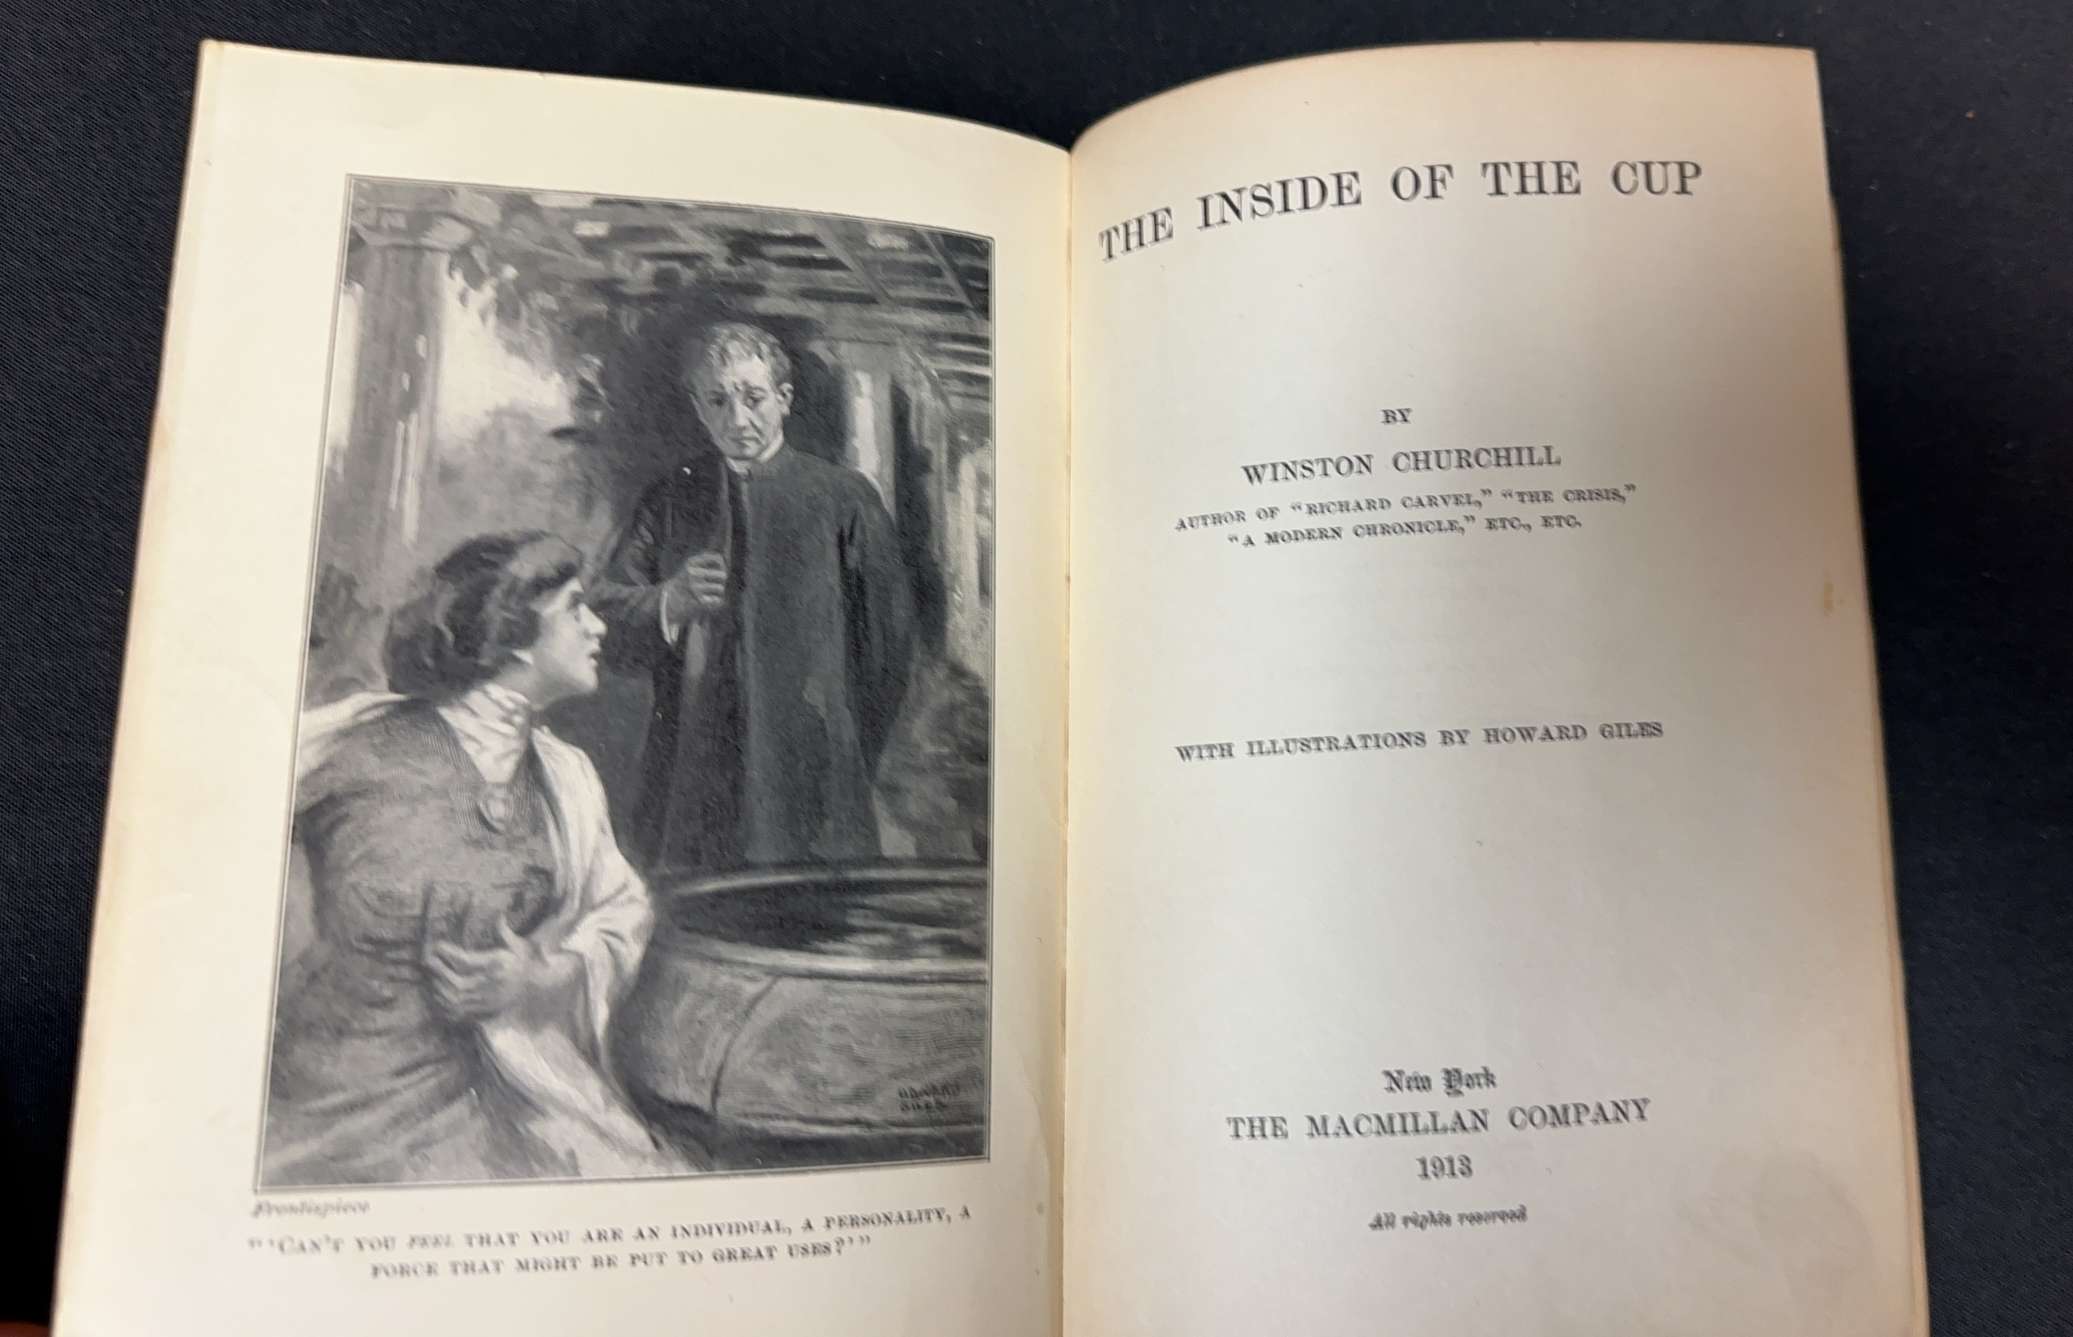 HOWARD
GILES
Frontispiece
"'CAN'T YOU FEEL THAT YOU ARE AN INDIVIDUAL, A PERSONALITY, A
FORCE THAT MIGHT BE PUT TO GREAT USES?'"
THE INSIDE OF THE CUP
BY
WINSTON CHURCHILL
AUTHOR OF "RICHARD CARVEL," "THE CRISIS,"
"A MODERN CHRONICLE," ETC., ETC.
WITH ILLUSTRATIONS BY HOWARD GILES
New York
THE MACMILLAN COMPANY
1913
All rights reserved